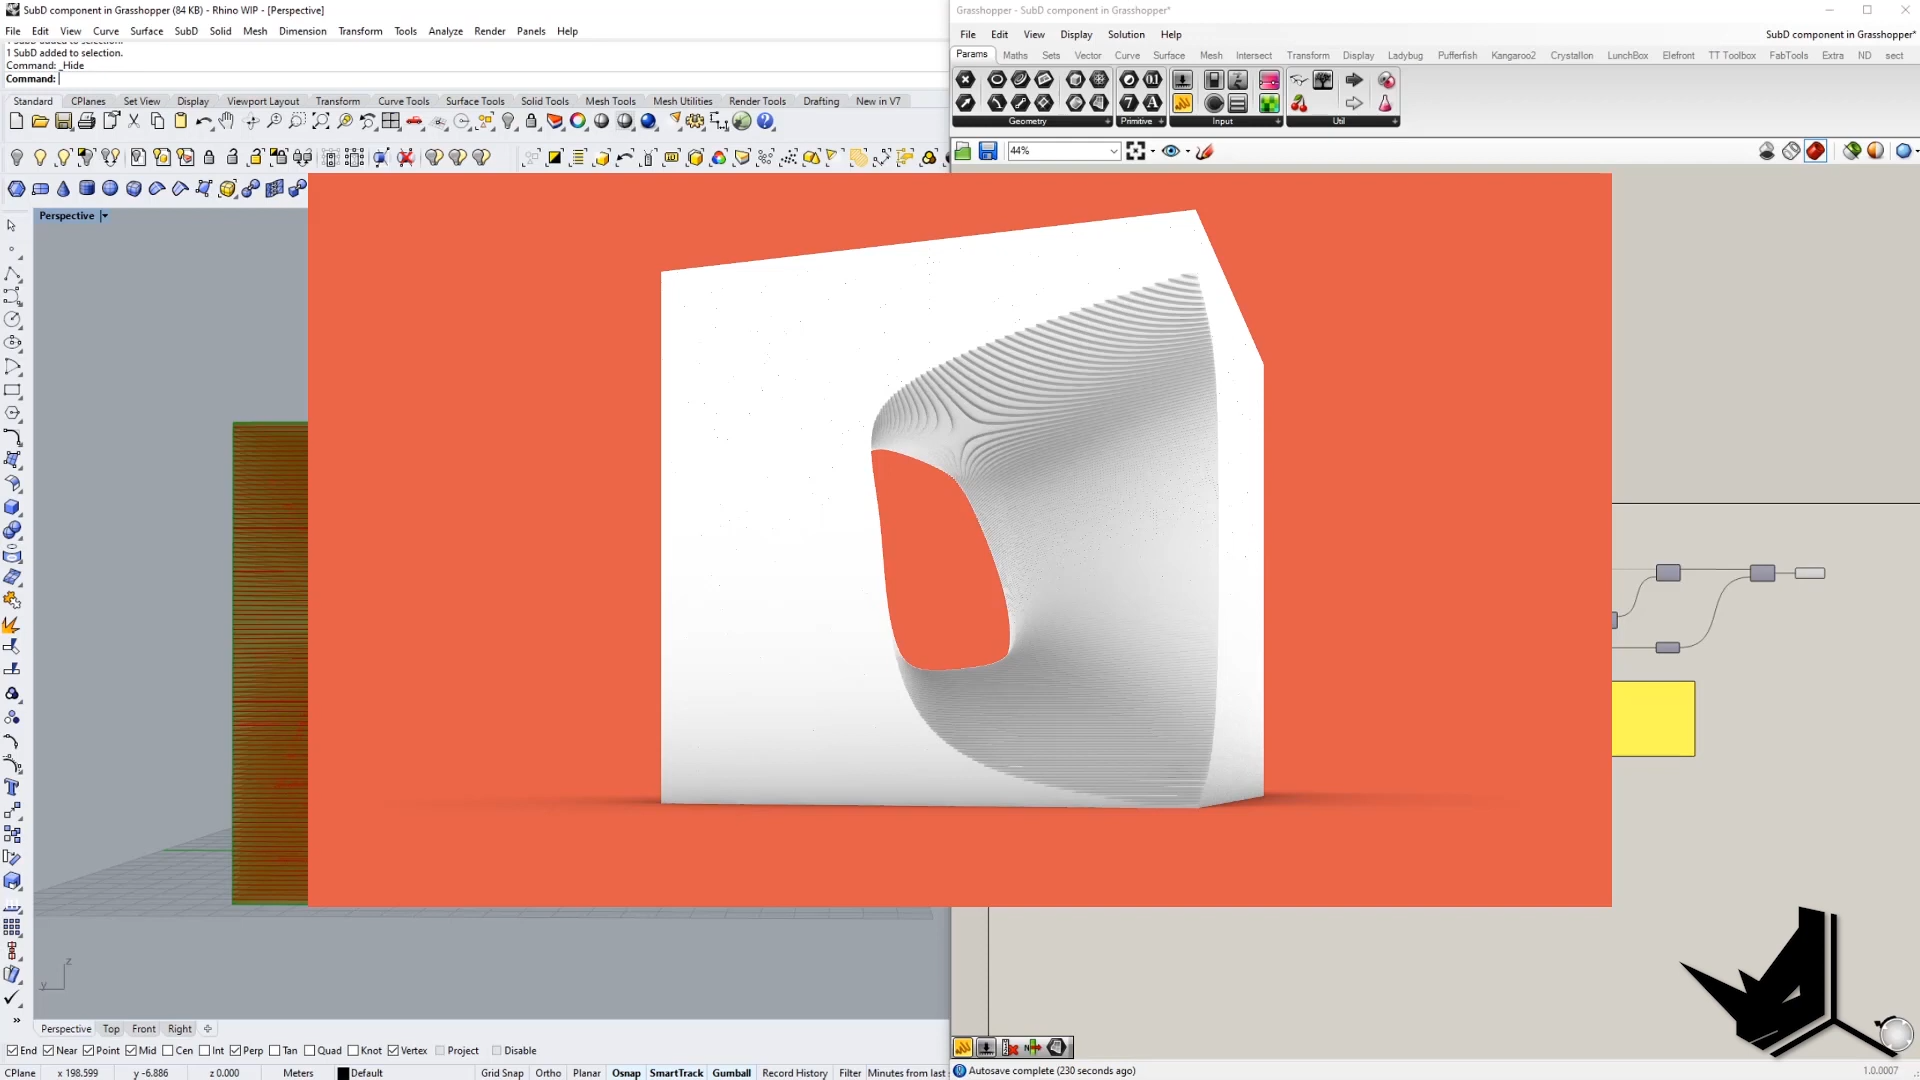 SubD component in Grasshopper (84 KB) - Rhino WIP - [Perspective]
File Edit View Curve Surface SubD Solid Mesh Dimension Transform Tools Analyze Render Panels Help
1 SubD added to selection.
Command: _Hide
Command:
Standard CPlanes Set View Display Viewport Layout Transform Curve Tools Surface Tools Solid Tools Mesh Tools Mesh Utilities Render Tools Drafting New in V7
Perspective
z
y
Perspective Top Front Right
End Near Point Mid Cen Int Perp Tan Quad Knot Vertex Project Disable
CPlane x 198.599 y -6.886 z 0.000 Meters Default Grid Snap Ortho Planar Osnap SmartTrack Gumball Record History Filter Minutes from last
Grasshopper - SubD component in Grasshopper*
File Edit View Display Solution Help
SubD component in Grasshopper*
Params Maths Sets Vector Curve Surface Mesh Intersect Transform Display Ladybug Pufferfish Kangaroo2 Crystallon LunchBox Elefront TT Toolbox FabTools Extra ND sect
Geometry Primitive Input Util
44%
Autosave complete (230 seconds ago)
1.0.0007